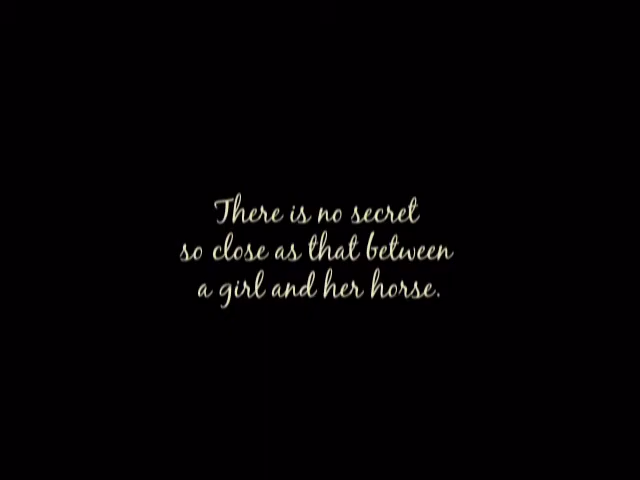 There is no secret
so close as that between
a girl and her horse.